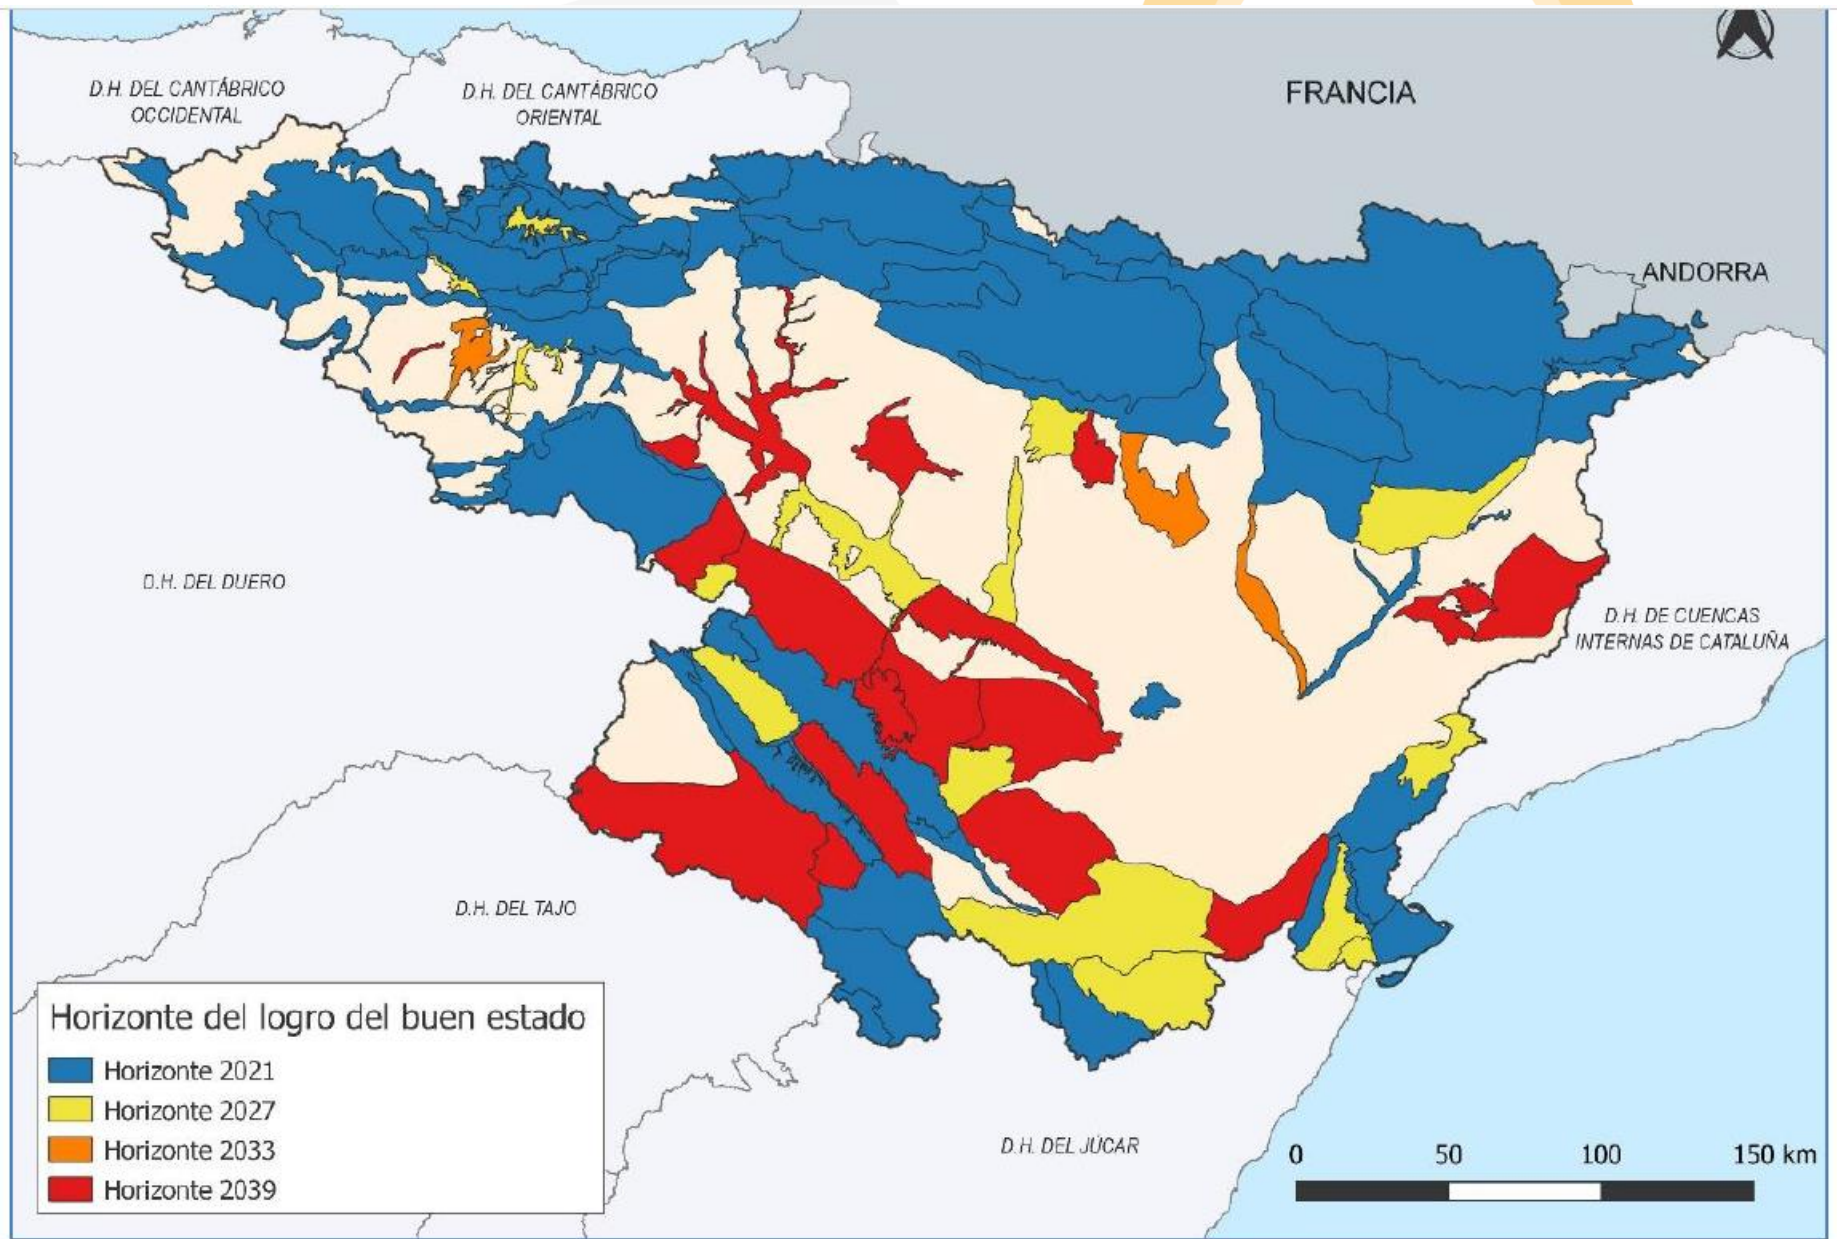 D.H. DEL CANTÁBRICO
OCCIDENTAL
D.H. DEL CANTÁBRICO
ORIENTAL
FRANCIA
ANDORRA
D.H. DEL DUERO
D.H. DE CUENCAS
INTERNAS DE CATALUÑA
D.H. DEL TAJO
D.H. DEL JÚCAR
Horizonte del logro del buen estado
Horizonte 2021
Horizonte 2027
Horizonte 2033
Horizonte 2039
0 50 100 150 km